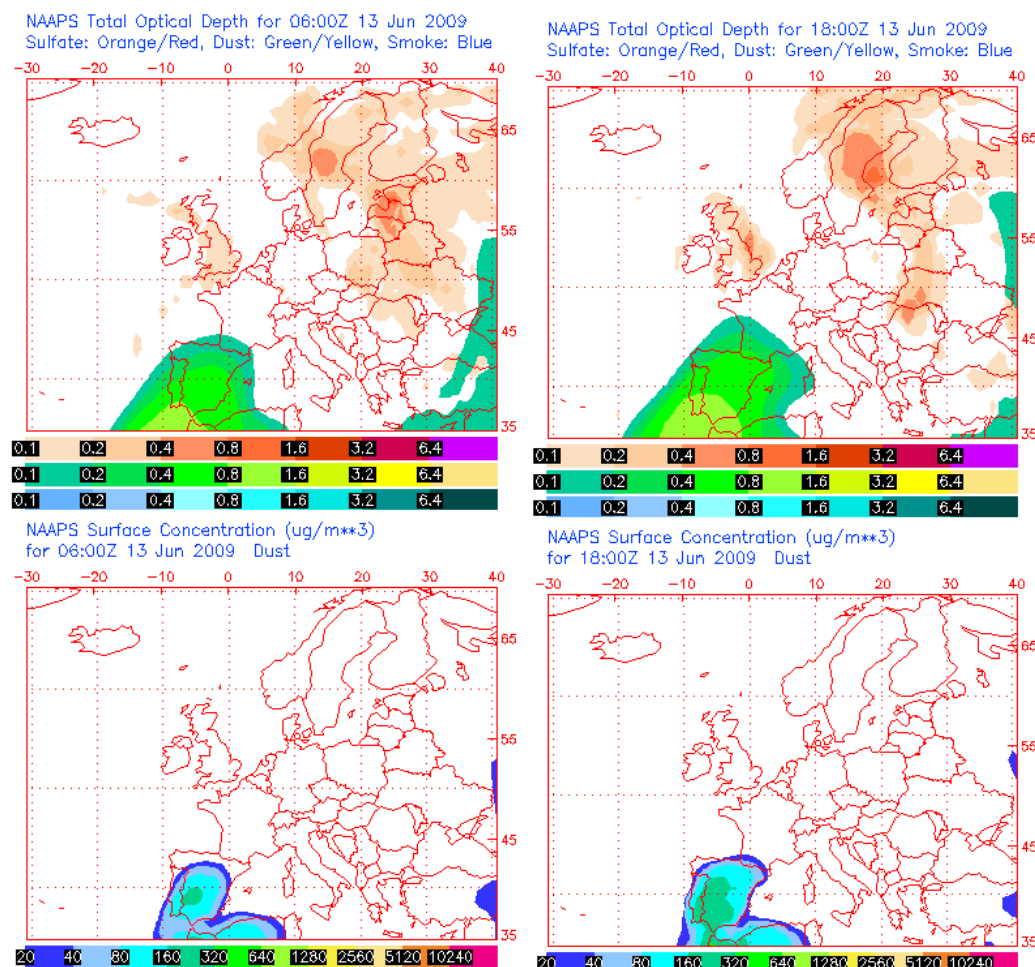 NAAPS Total Optical Depth for 06:00Z 13 Jun 2009
Sulfate: Orange/Red, Dust: Green/Yellow, Smoke: Blue
-30 -20 -10 0 10 20 30 40
65
55
45
35
0.1 0.2 0.4 0.8 1.6 3.2 6.4
0.1 0.2 0.4 0.8 1.6 3.2 6.4
0.1 0.2 0.4 0.8 1.6 3.2 6.4
NAAPS Total Optical Depth for 18:00Z 13 Jun 2009
Sulfate: Orange/Red, Dust: Green/Yellow, Smoke: Blue
-30 -20 -10 0 10 20 30 40
65
55
45
35
0.1 0.2 0.4 0.8 1.6 3.2 6.4
0.1 0.2 0.4 0.8 1.6 3.2 6.4
0.1 0.2 0.4 0.8 1.6 3.2 6.4
NAAPS Surface Concentration (ug/m**3)
for 06:00Z 13 Jun 2009 Dust
-30 -20 -10 0 10 20 30 40
65
55
45
35
20 40 80 160 320 640 1280 2560 5120 10240
NAAPS Surface Concentration (ug/m**3)
for 18:00Z 13 Jun 2009 Dust
-30 -20 -10 0 10 20 30 40
65
55
45
35
20 40 80 160 320 640 1280 2560 5120 10240